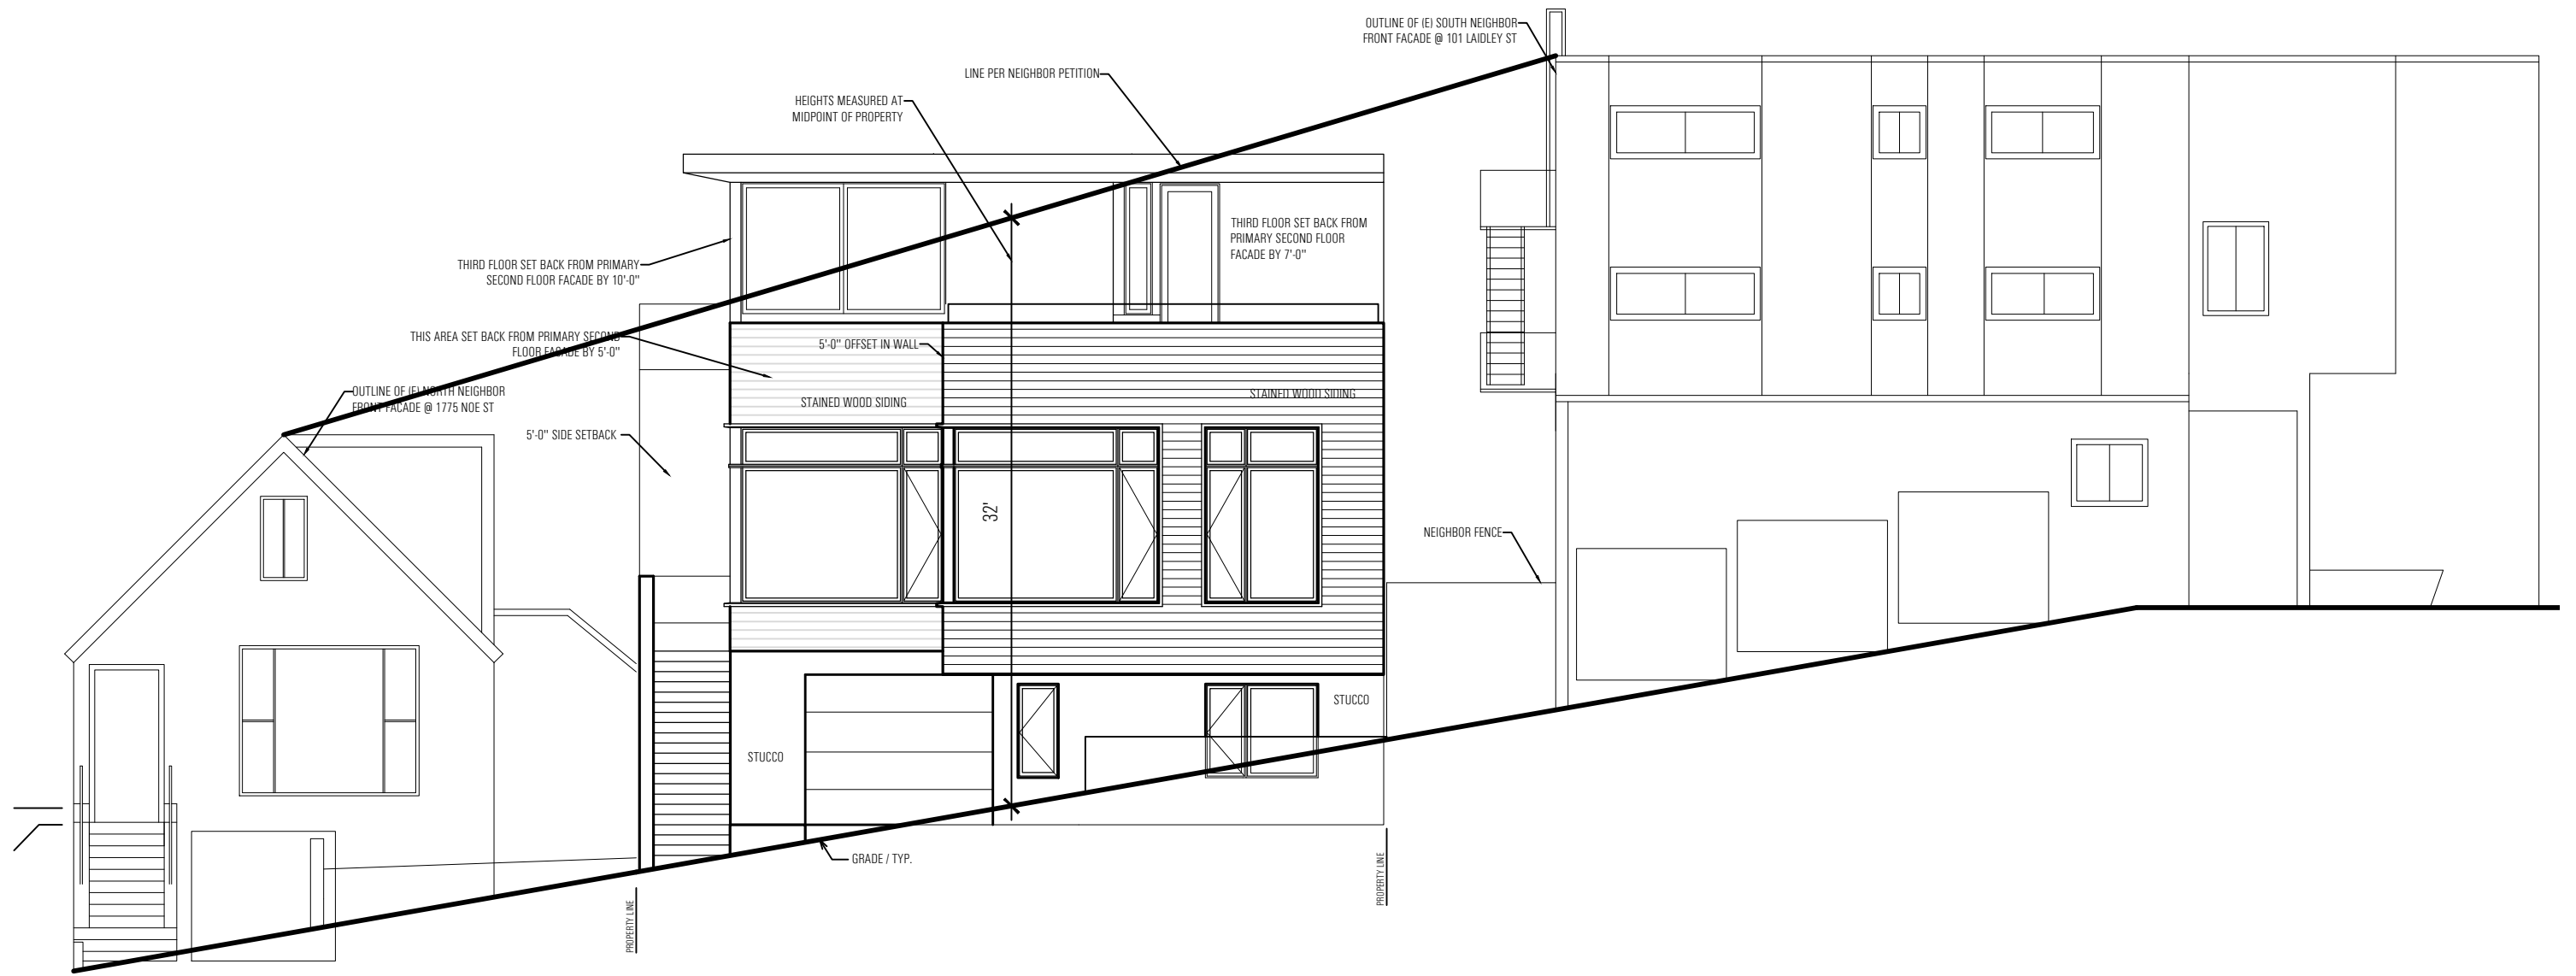 OUTLINE OF (E) SOUTH NEIGHBOR
FRONT FACADE @ 101 LAIDLEY ST
LINE PER NEIGHBOR PETITION
HEIGHTS MEASURED AT
MIDPOINT OF PROPERTY
THIRD FLOOR SET BACK FROM
PRIMARY SECOND FLOOR
FACADE BY 7'-0"
THIRD FLOOR SET BACK FROM PRIMARY
SECOND FLOOR FACADE BY 10'-0"
THIS AREA SET BACK FROM PRIMARY SECOND
FLOOR FACADE BY 5'-0"
5'-0" OFFSET IN WALL
OUTLINE OF (E) NORTH NEIGHBOR
FRONT FACADE @ 1775 NOE ST
STAINED WOOD SIDING
STAINED WOOD SIDING
5'-0" SIDE SETBACK
32'
NEIGHBOR FENCE
STUCCO
STUCCO
GRADE / TYP.
PROPERTY LINE
PROPERTY LINE